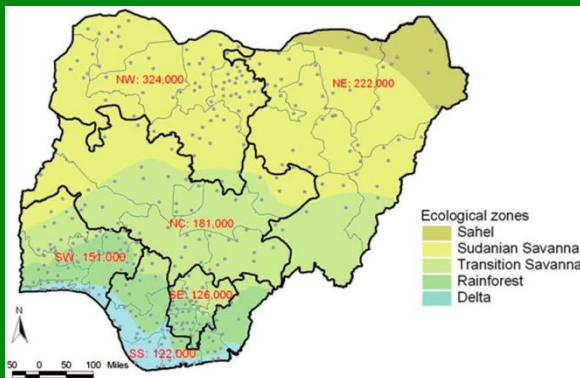 NW: 324,000
NE: 222,000
NC: 181,000
SW: 151,000
SE: 126,000
SS: 122,000
Ecological zones
Sahel
Sudanian Savanna
Transition Savanna
Rainforest
Delta
N
50 0 50 100 Miles